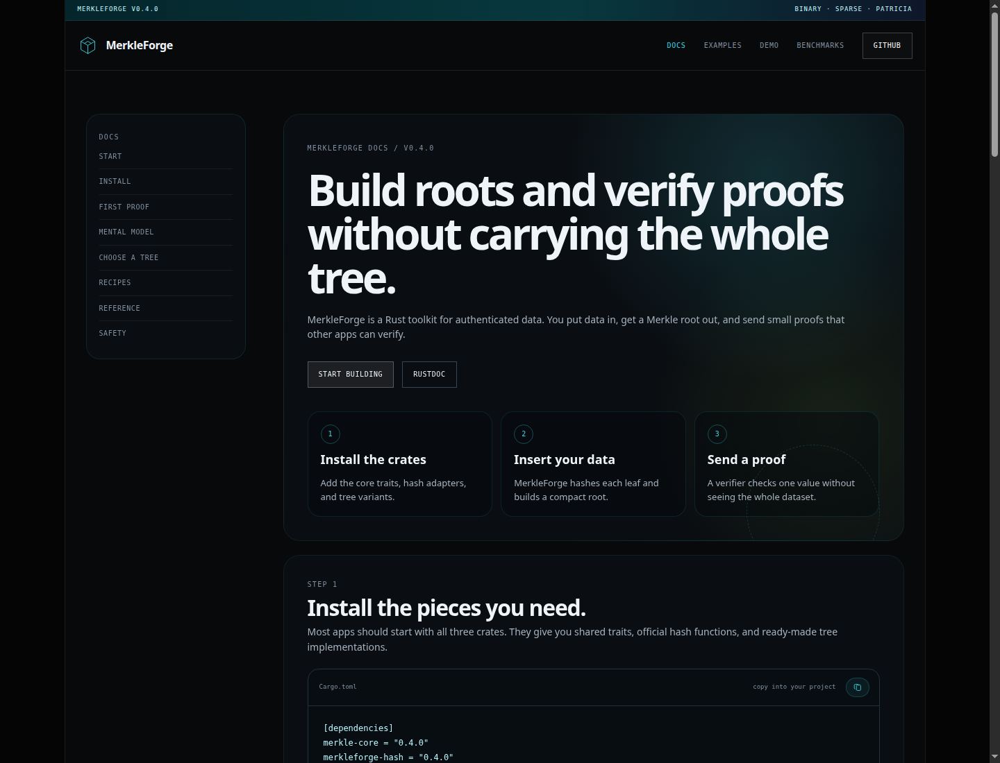 MERKLEFORGE V0.4.0
BINARY · SPARSE · PATRICIA
MerkleForge
DOCS
EXAMPLES
DEMO
BENCHMARKS
GITHUB
DOCS
START
INSTALL
FIRST PROOF
MENTAL MODEL
CHOOSE A TREE
RECIPES
REFERENCE
SAFETY
MERKLEFORGE DOCS / V0.4.0
Build roots and verify proofs
without carrying the whole
tree.
MerkleForge is a Rust toolkit for authenticated data. You put data in, get a Merkle root out, and send small proofs that
other apps can verify.
START BUILDING
RUSTDOC
1
Install the crates
Add the core traits, hash adapters,
and tree variants.
2
Insert your data
MerkleForge hashes each leaf and
builds a compact root.
3
Send a proof
A verifier checks one value without
seeing the whole dataset.
STEP 1
Install the pieces you need.
Most apps should start with all three crates. They give you shared traits, official hash functions, and ready-made tree
implementations.
Cargo.toml
copy into your project
[dependencies]
merkle-core = "0.4.0"
merkleforge-hash = "0.4.0"